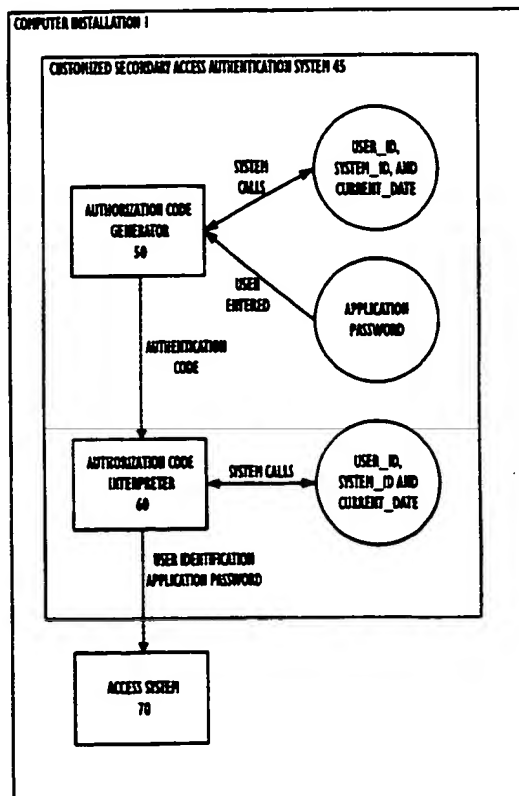 COMPUTER INSTALLATION 1
CUSTOMIZED SECONDARY ACCESS AUTHENTICATION SYSTEM 45
USER_ID,
SYSTEM_ID, AND
CURRENT_DATE
SYSTEM
CALLS
AUTHORIZATION CODE
GENERATOR
50
USER
ENTERED
APPLICATION
PASSWORD
AUTHENTICATION
CODE
AUTHORIZATION CODE
INTERPRETER
60
SYSTEM CALLS
USER_ID,
SYSTEM_ID AND
CURRENT_DATE
USER IDENTIFICATION
APPLICATION PASSWORD
ACCESS SYSTEM
70